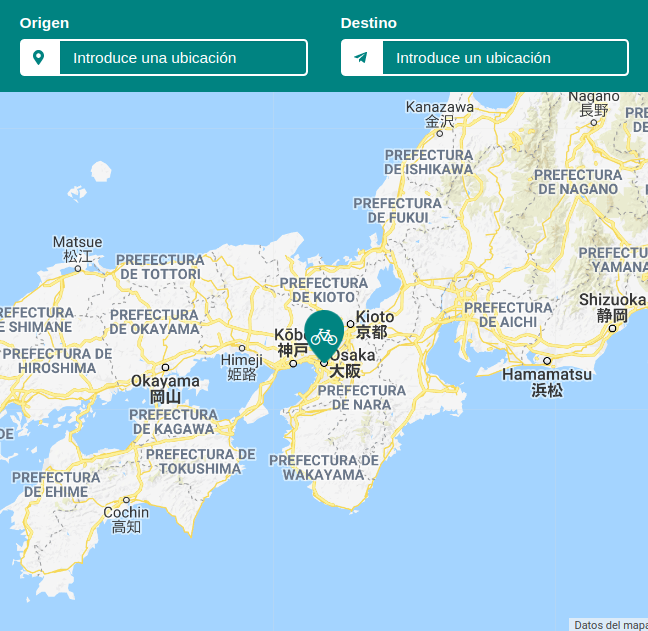 Origen
Destino
Introduce una ubicación
Introduce un ubicación
Kanazawa
金沢
Nagano
長野
PREFECTURA
DE ISHIKAWA
PREFECTURA
DE NAGANO
PREFECTURA
DE FUKUI
Matsue
松江
PREFECTURA
DE TOTTORI
PREFECTU
YAMANA
PREFECTURA
DE KIOTO
Shizuoka
静岡
REFECTURA
E SHIMANE
PREFECTURA
DE OKAYAMA
PREFECTURA
DE AICHI
Kioto
京都
Kōbe
神戸
Osaka
大阪
PREFECTURA DE
HIROSHIMA
Himeji
姫路
Hamamatsu
浜松
Okayama
岡山
PREFECTURA
DE NARA
PREFECTURA
DE KAGAWA
DE
PREFECTURA DE
TOKUSHIMA
PREFECTURA DE
WAKAYAMA
PREFECTURA
DE EHIME
Cochin
高知
Datos del mapa